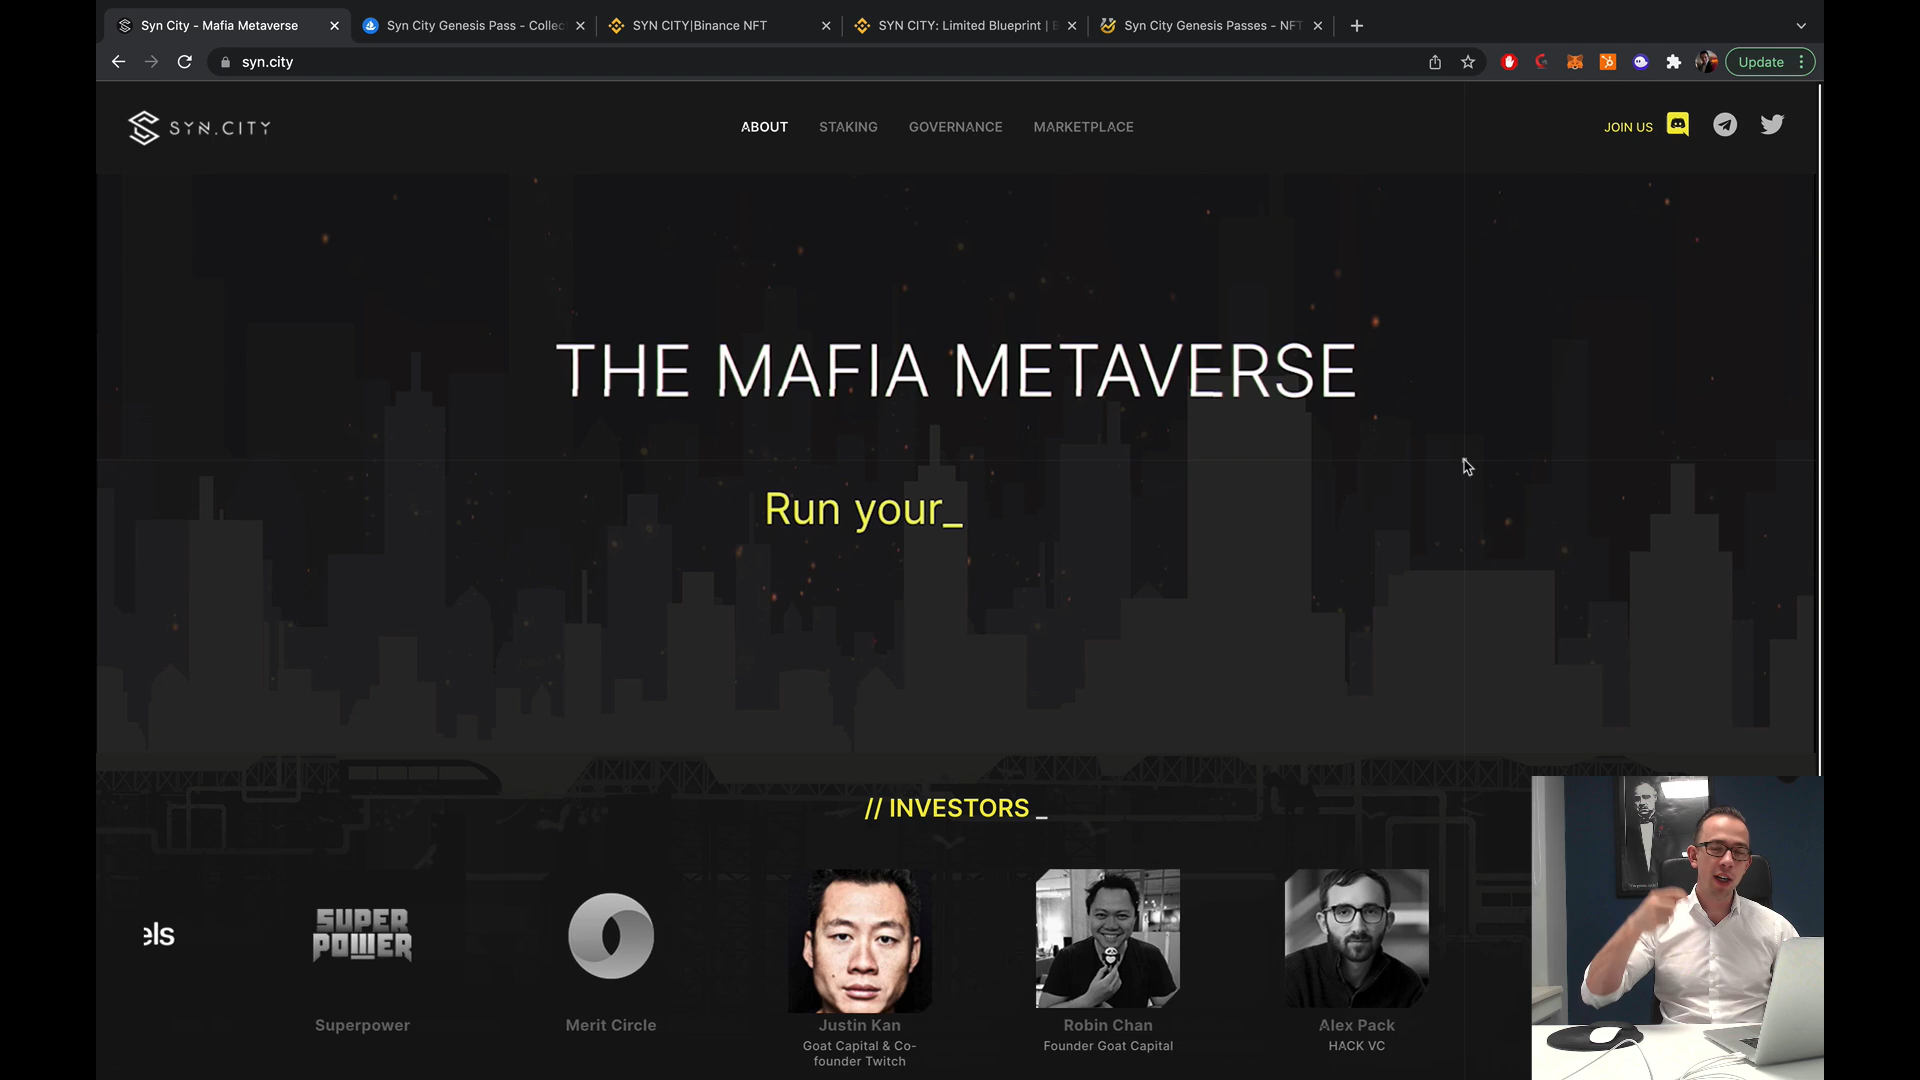 Syn City - Mafia Metaverse
Syn City Genesis Pass - Collec
SYN CITY|Binance NFT
SYN CITY: Limited Blueprint | B
Syn City Genesis Passes - NFT
syn.city
Update
SYN.CITY
ABOUT
STAKING
GOVERNANCE
MARKETPLACE
JOIN US
THE MAFIA METAVERSE
Run your_
// INVESTORS _
els
SUPER
POWER
Superpower
Merit Circle
Justin Kan
Goat Capital & Co-
founder Twitch
Robin Chan
Founder Goat Capital
Alex Pack
HACK VC